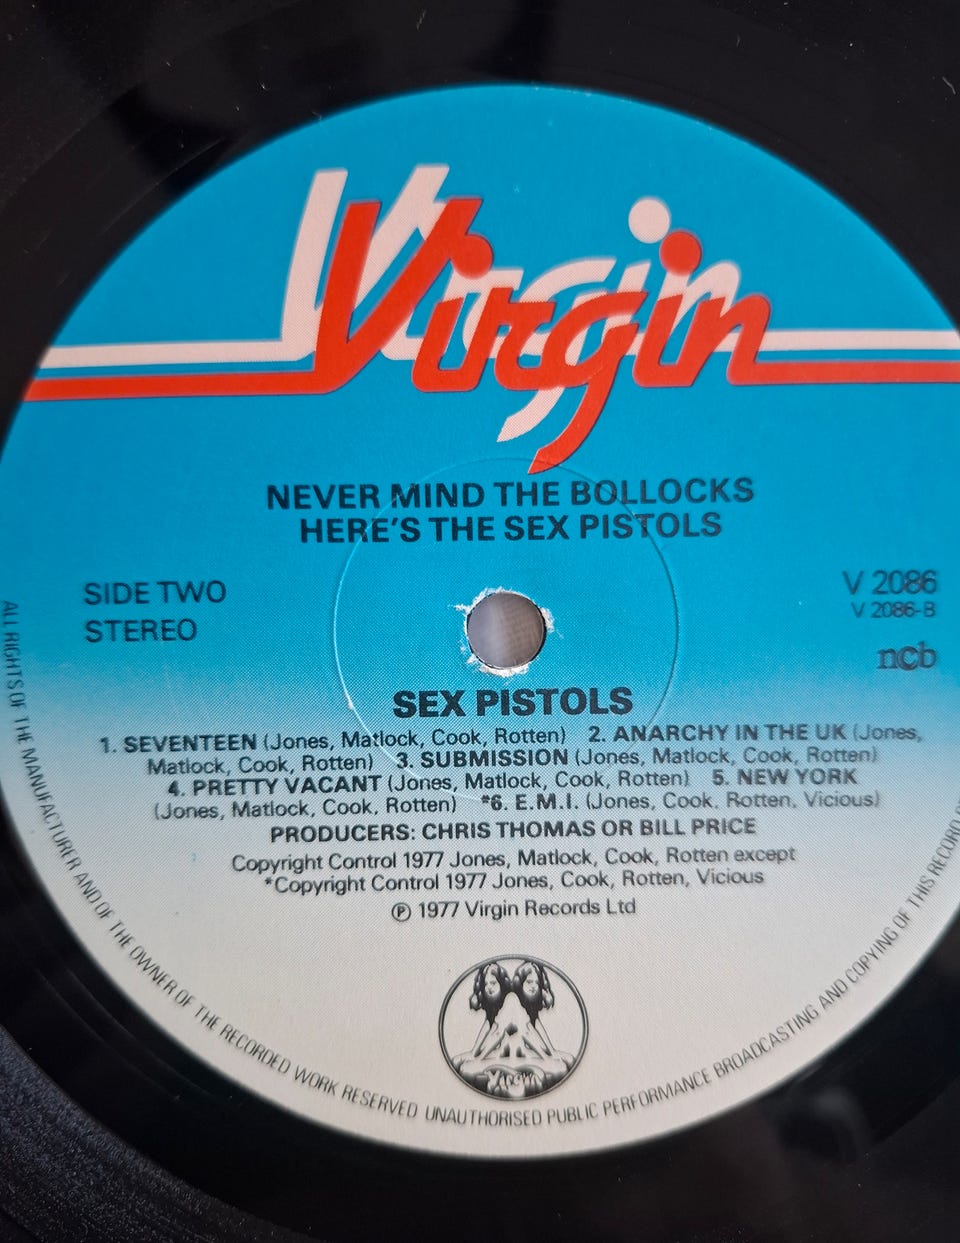 Virgin
NEVER MIND THE BOLLOCKS
HERE'S THE SEX PISTOLS
SIDE TWO
STEREO
V 2086
V 2086-B
ncb
SEX PISTOLS
1. SEVENTEEN (Jones, Matlock, Cook, Rotten) 2. ANARCHY IN THE UK (Jones,
Matlock, Cook, Rotten) 3. SUBMISSION (Jones, Matlock, Cook, Rotten)
4. PRETTY VACANT (Jones, Matlock, Cook, Rotten) 5. NEW YORK
(Jones, Matlock, Cook, Rotten) *6. E.M.I. (Jones, Cook, Rotten, Vicious)
PRODUCERS: CHRIS THOMAS OR BILL PRICE
Copyright Control 1977 Jones, Matlock, Cook, Rotten except
*Copyright Control 1977 Jones, Cook, Rotten, Vicious
℗ 1977 Virgin Records Ltd
VIRGIN
ALL RIGHTS OF THE MANUFACTURER AND OF THE OWNER OF THE RECORDED WORK RESERVED UNAUTHORISED PUBLIC PERFORMANCE BROADCASTING AND COPYING OF THIS RECORD